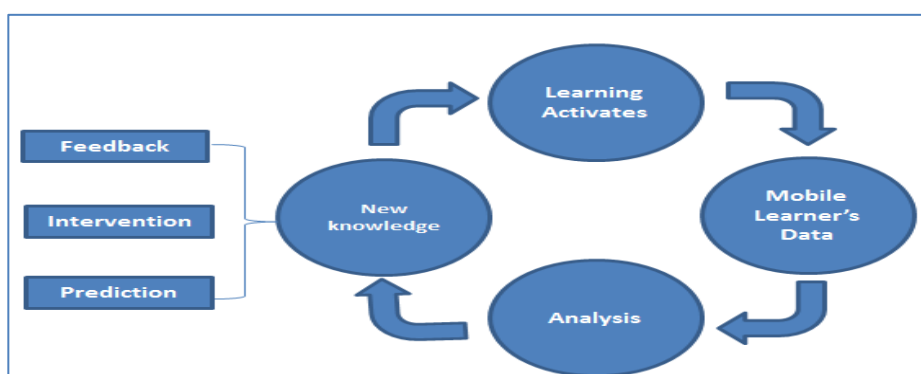 Learning
Activates
Feedback
Mobile
Learner's
Data
New
knowledge
Intervention
Prediction
Analysis